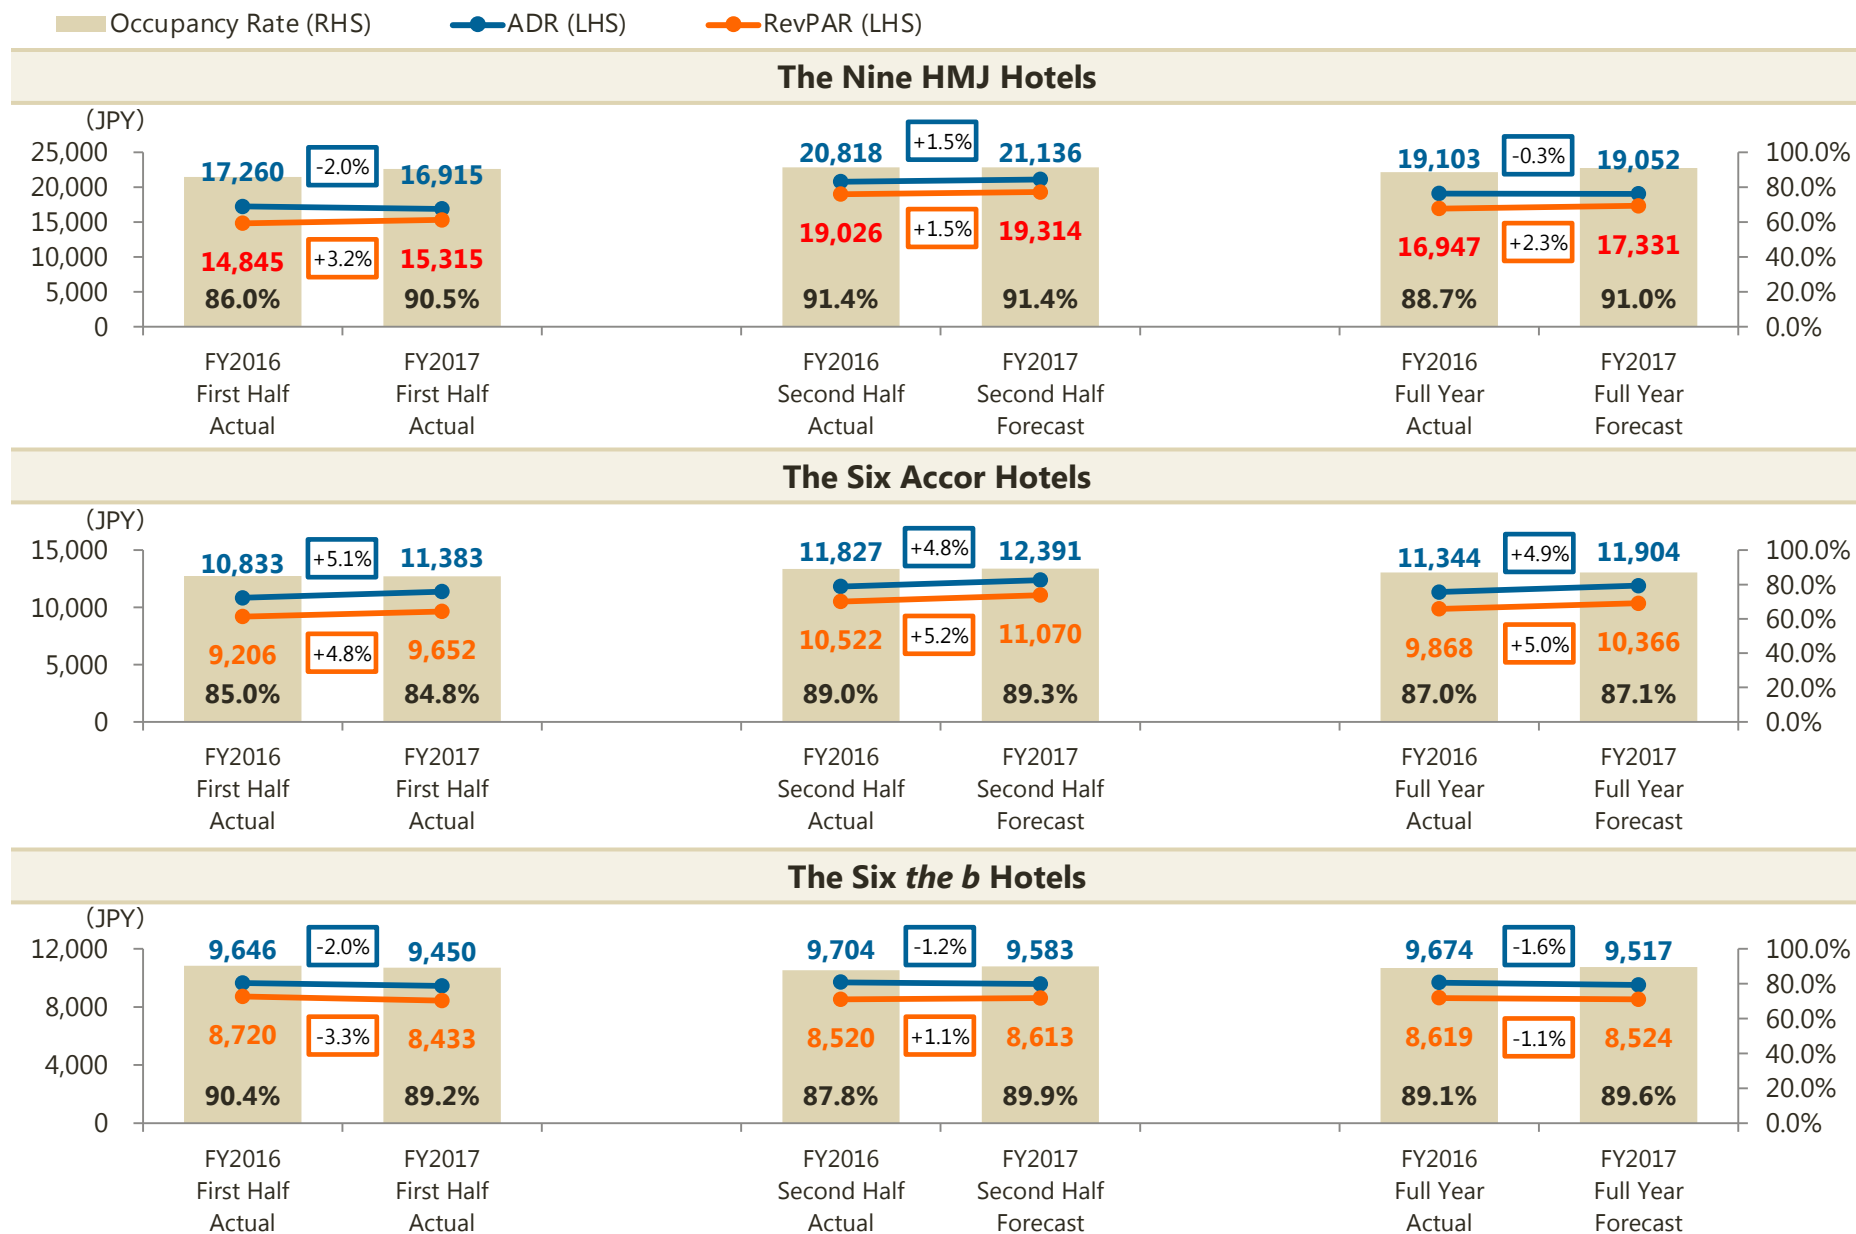 Occupancy Rate (RHS) ADR (LHS) RevPAR (LHS)
The Nine HMJ Hotels
(JPY)
25,000
20,000
15,000
10,000
5,000
0
17,260 -2.0% 16,915
14,845 +3.2% 15,315
86.0% 90.5%
20,818 +1.5% 21,136
19,026 +1.5% 19,314
91.4% 91.4%
19,103 -0.3% 19,052
16,947 +2.3% 17,331
88.7% 91.0%
100.0%
80.0%
60.0%
40.0%
20.0%
0.0%
FY2016 FY2017 FY2016 FY2017 FY2016 FY2017
First Half First Half Second Half Second Half Full Year Full Year
Actual Actual Actual Forecast Actual Forecast
The Six Accor Hotels
(JPY)
15,000
10,000
5,000
0
10,833 +5.1% 11,383
9,206 +4.8% 9,652
85.0% 84.8%
11,827 +4.8% 12,391
10,522 +5.2% 11,070
89.0% 89.3%
11,344 +4.9% 11,904
9,868 +5.0% 10,366
87.0% 87.1%
100.0%
80.0%
60.0%
40.0%
20.0%
0.0%
FY2016 FY2017 FY2016 FY2017 FY2016 FY2017
First Half First Half Second Half Second Half Full Year Full Year
Actual Actual Actual Forecast Actual Forecast
The Six the b Hotels
(JPY)
12,000
8,000
4,000
0
9,646 -2.0% 9,450
8,720 -3.3% 8,433
90.4% 89.2%
9,704 -1.2% 9,583
8,520 +1.1% 8,613
87.8% 89.9%
9,674 -1.6% 9,517
8,619 -1.1% 8,524
89.1% 89.6%
100.0%
80.0%
60.0%
40.0%
20.0%
0.0%
FY2016 FY2017 FY2016 FY2017 FY2016 FY2017
First Half First Half Second Half Second Half Full Year Full Year
Actual Actual Actual Forecast Actual Forecast